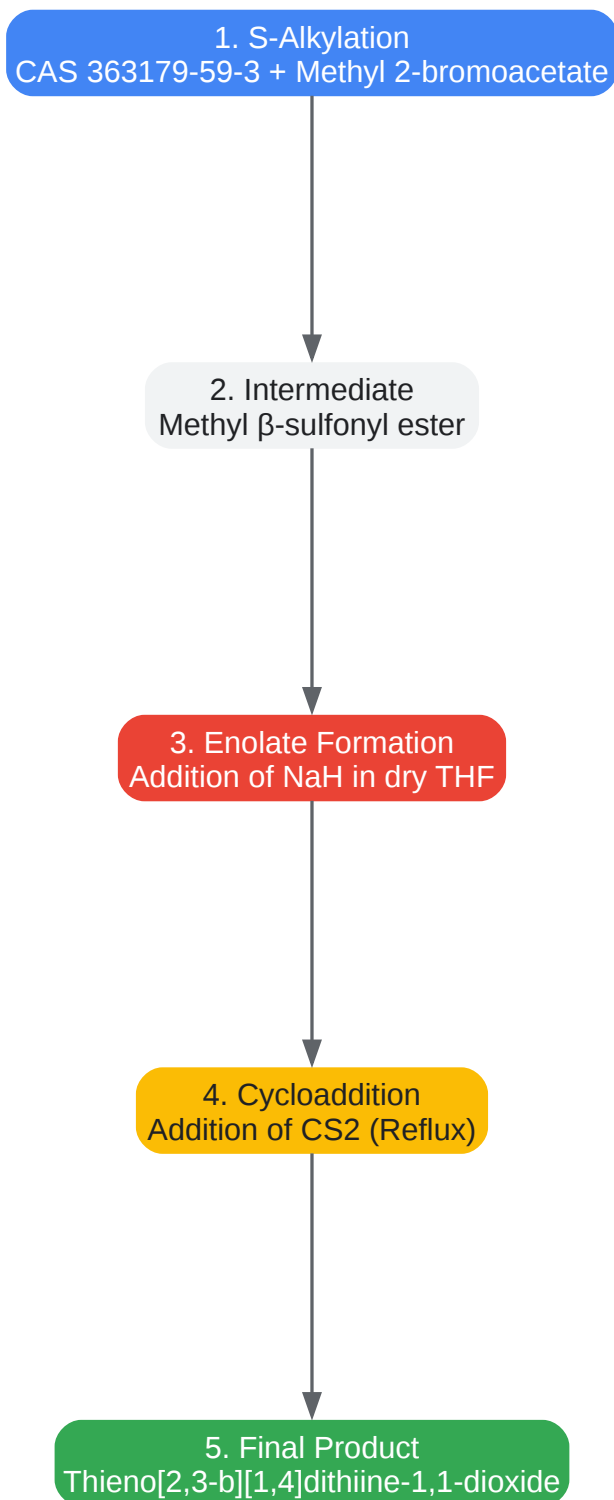 1. S-Alkylation
CAS 363179-59-3 + Methyl 2-bromoacetate
2. Intermediate
Methyl β-sulfonyl ester
3. Enolate Formation
Addition of NaH in dry THF
4. Cycloaddition
Addition of CS2 (Reflux)
5. Final Product
Thieno[2,3-b][1,4]dithiine-1,1-dioxide